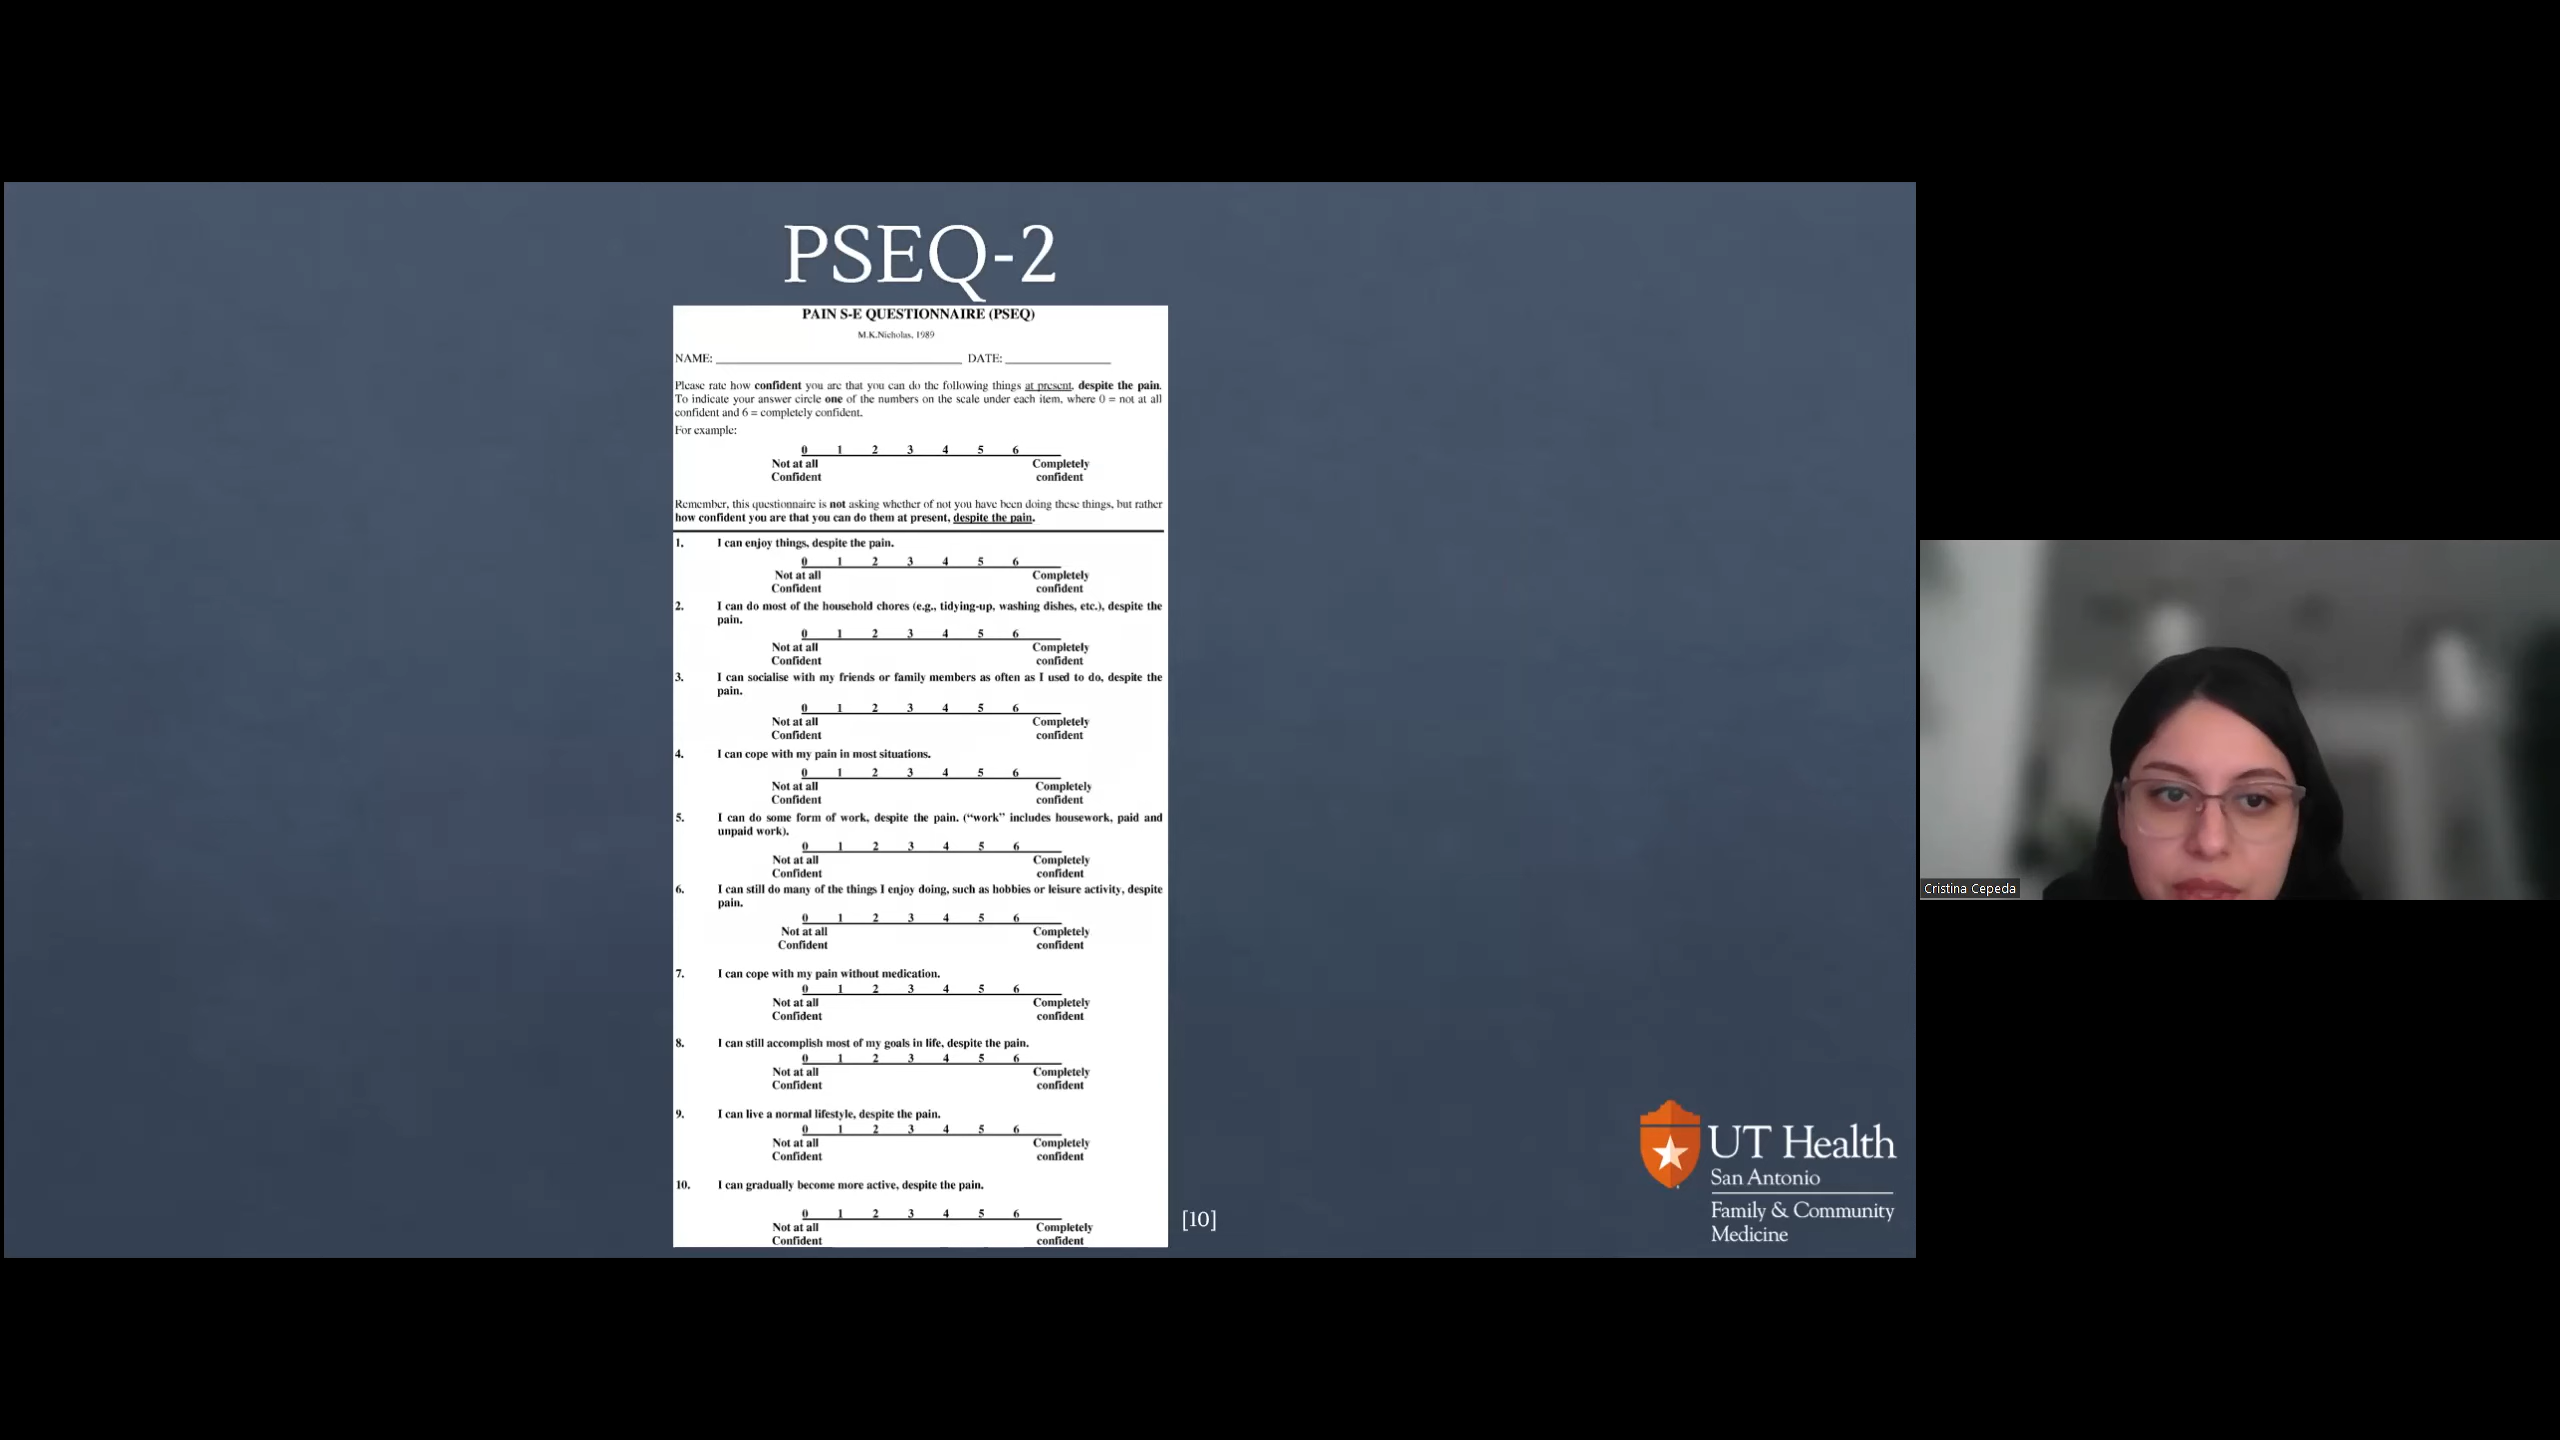 PSEQ-2
PAIN S-E QUESTIONNAIRE (PSEQ)
M.K.Nicholas, 1989
NAME: ________ DATE: ________
Please rate how confident you are that you can do the following things at present, despite the pain.
To indicate your answer circle one of the numbers on the scale under each item, where 0 = not at all
confident and 6 = completely confident.
For example:
0 1 2 3 4 5 6
Not at all Completely
Confident confident
Remember, this questionnaire is not asking whether of not you have been doing these things, but rather
how confident you are that you can do them at present, despite the pain.
1. I can enjoy things, despite the pain.
0 1 2 3 4 5 6
Not at all Completely
Confident confident
2. I can do most of the household chores (e.g., tidying-up, washing dishes, etc.), despite the
pain.
0 1 2 3 4 5 6
Not at all Completely
Confident confident
3. I can socialise with my friends or family members as often as I used to do, despite the
pain.
0 1 2 3 4 5 6
Not at all Completely
Confident confident
4. I can cope with my pain in most situations.
0 1 2 3 4 5 6
Not at all Completely
Confident confident
5. I can do some form of work, despite the pain. (“work” includes housework, paid and
unpaid work).
0 1 2 3 4 5 6
Not at all Completely
Confident confident
6. I can still do many of the things I enjoy doing, such as hobbies or leisure activity, despite
pain.
0 1 2 3 4 5 6
Not at all Completely
Confident confident
7. I can cope with my pain without medication.
0 1 2 3 4 5 6
Not at all Completely
Confident confident
8. I can still accomplish most of my goals in life, despite the pain.
0 1 2 3 4 5 6
Not at all Completely
Confident confident
9. I can live a normal lifestyle, despite the pain.
0 1 2 3 4 5 6
Not at all Completely
Confident confident
10. I can gradually become more active, despite the pain.
0 1 2 3 4 5 6
Not at all Completely
Confident confident
[10]
UT Health
San Antonio
Family & Community
Medicine
Cristina Cepeda